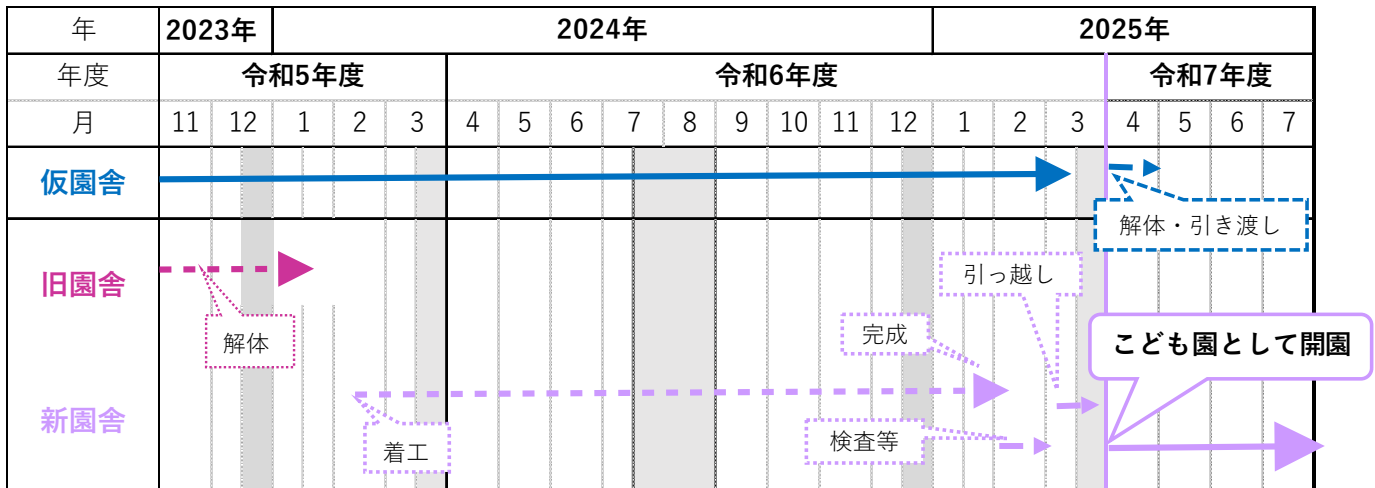 年 2023年 2024年 2025年
年度 令和5年度 令和6年度 令和7年度
月 11 12 1 2 3 4 5 6 7 8 9 10 11 12 1 2 3 4 5 6 7
仮園舎
解体・引き渡し
旧園舎
引っ越し
解体
完成
こども園として開園
新園舎
着工
検査等